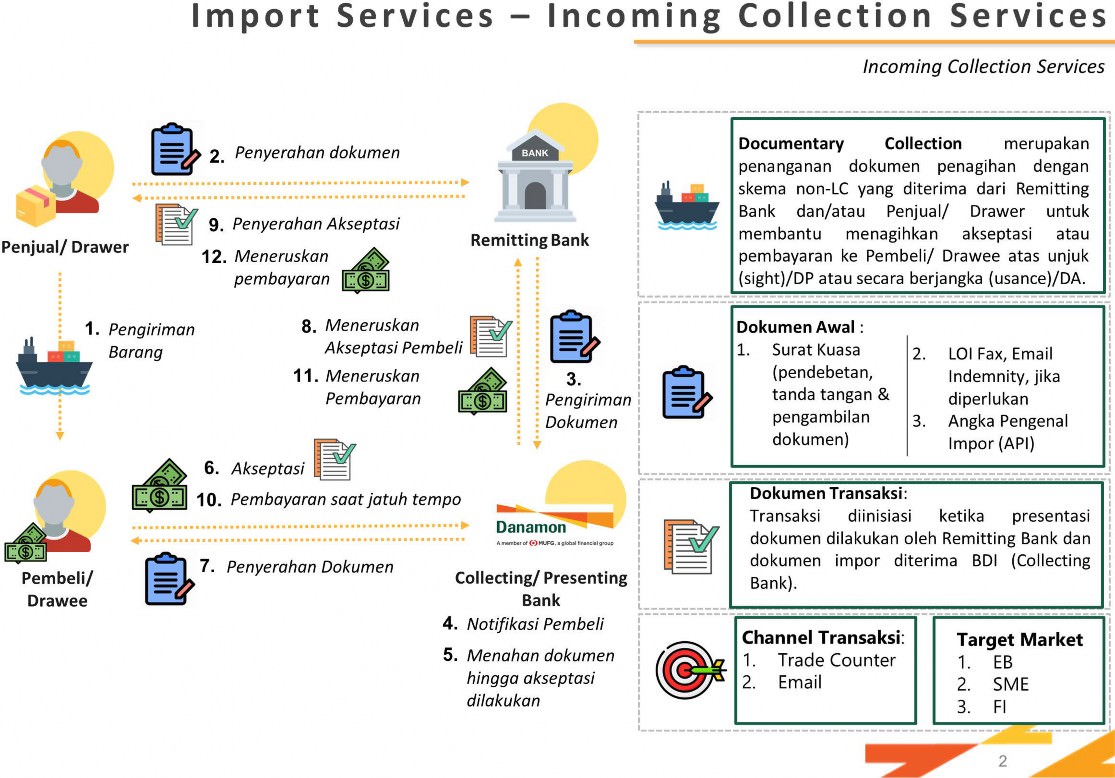 Import Services – Incoming Collection Services
Incoming Collection Services
2. Penyerahan dokumen
BANK
9. Penyerahan Akseptasi
Penjual/ Drawer
Remitting Bank
12. Meneruskan
pembayaran
1. Pengiriman
Barang
8. Meneruskan
Akseptasi Pembeli
11. Meneruskan
Pembayaran
3.
Pengiriman
Dokumen
6. Akseptasi
10. Pembayaran saat jatuh tempo
Danamon
A member of MUFG, a global financial group
7. Penyerahan Dokumen
Pembeli/
Drawee
Collecting/ Presenting
Bank
4. Notifikasi Pembeli
5. Menahan dokumen
hingga akseptasi
dilakukan
Documentary Collection merupakan
penanganan dokumen penagihan dengan
skema non-LC yang diterima dari Remitting
Bank dan/atau Penjual/ Drawer untuk
membantu menagihkan akseptasi atau
pembayaran ke Pembeli/ Drawee atas unjuk
(sight)/DP atau secara berjangka (usance)/DA.
Dokumen Awal :
1. Surat Kuasa
(pendebetan,
tanda tangan &
pengambilan
dokumen)
2. LOI Fax, Email
Indemnity, jika
diperlukan
3. Angka Pengenal
Impor (API)
Dokumen Transaksi:
Transaksi diinisiasi ketika presentasi
dokumen dilakukan oleh Remitting Bank dan
dokumen impor diterima BDI (Collecting
Bank).
Channel Transaksi:
1. Trade Counter
2. Email
Target Market
1. EB
2. SME
3. FI
2